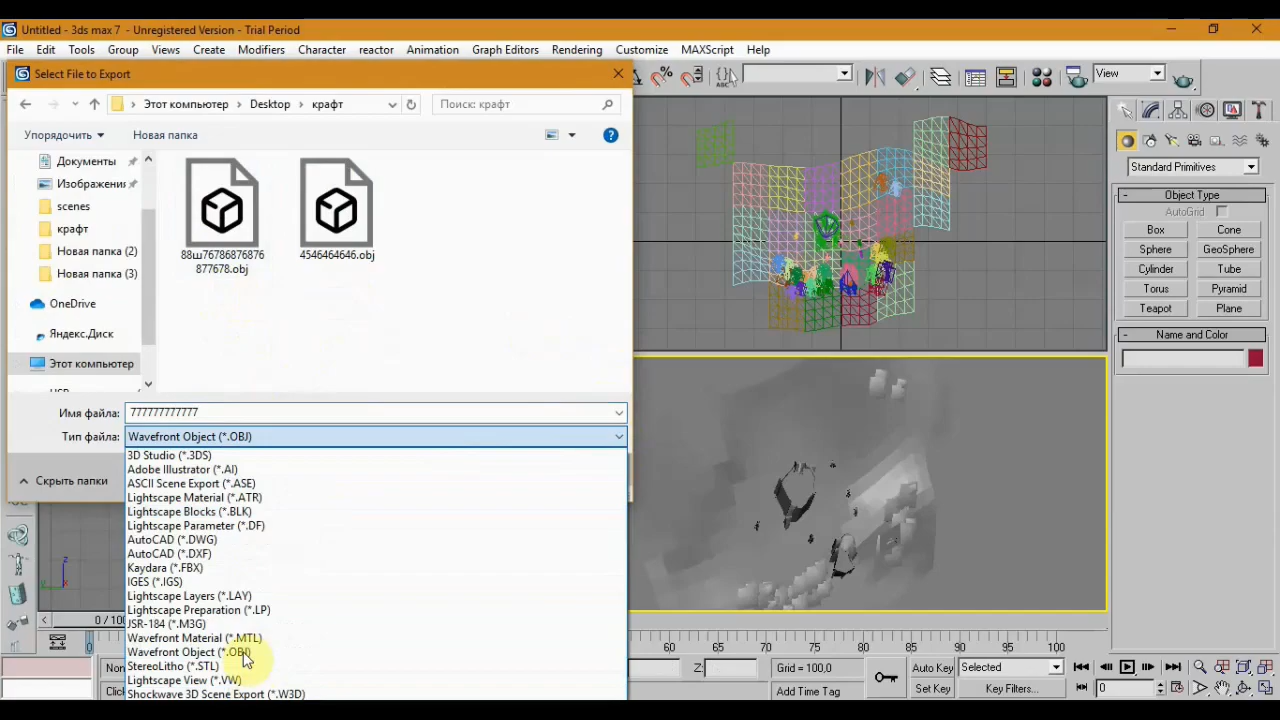 Untitled - 3ds max 7 - Unregistered Version - Trial Period
File Edit Tools Group Views Create Modifiers Character reactor Animation Graph Editors Rendering Customize MAXScript Help
Select File to Export
View
Этот компьютер Desktop крафт
Поиск: крафт
Упорядочить Новая папка
Документы
Изображения
scenes
крафт
Новая папка (2)
Новая папка (3)
OneDrive
Яндекс.Диск
Этот компьютер
88ш76786876876
877678.obj
4546464646.obj
Имя файла: 777777777777
Тип файла: Wavefront Object (*.OBJ)
Скрыть папки
3D Studio (*.3DS)
Adobe Illustrator (*.AI)
ASCII Scene Export (*.ASE)
Lightscape Material (*.ATR)
Lightscape Blocks (*.BLK)
Lightscape Parameter (*.DF)
AutoCAD (*.DWG)
AutoCAD (*.DXF)
Kaydara (*.FBX)
IGES (*.IGS)
Lightscape Layers (*.LAY)
Lightscape Preparation (*.LP)
JSR-184 (*.M3G)
Wavefront Material (*.MTL)
Wavefront Object (*.OBJ)
StereoLitho (*.STL)
Lightscape View (*.VW)
Shockwave 3D Scene Export (*.W3D)
Standard Primitives
- Object Type
AutoGrid
Box Cone
Sphere GeoSphere
Cylinder Tube
Torus Pyramid
Teapot Plane
- Name and Color
z
x
0 / 100
60 65 70 75 80 85 90 95 100
Z: Grid = 100,0
Add Time Tag
Auto Key Selected
Set Key Key Filters...
0